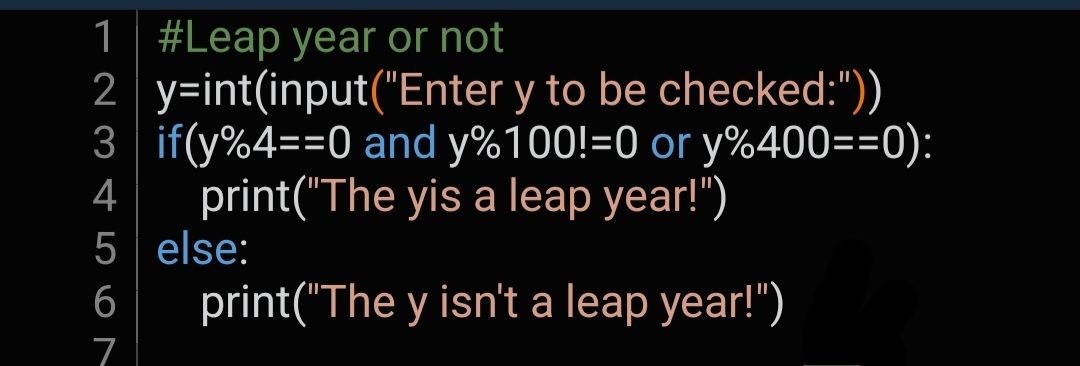 1 #Leap year or not
2 y=int(input("Enter y to be checked:"))
3 if(y%4==0 and y%100!=0 or y%400==0):
4 print("The yis a leap year!")
5 else:
6 print("The y isn't a leap year!")
7